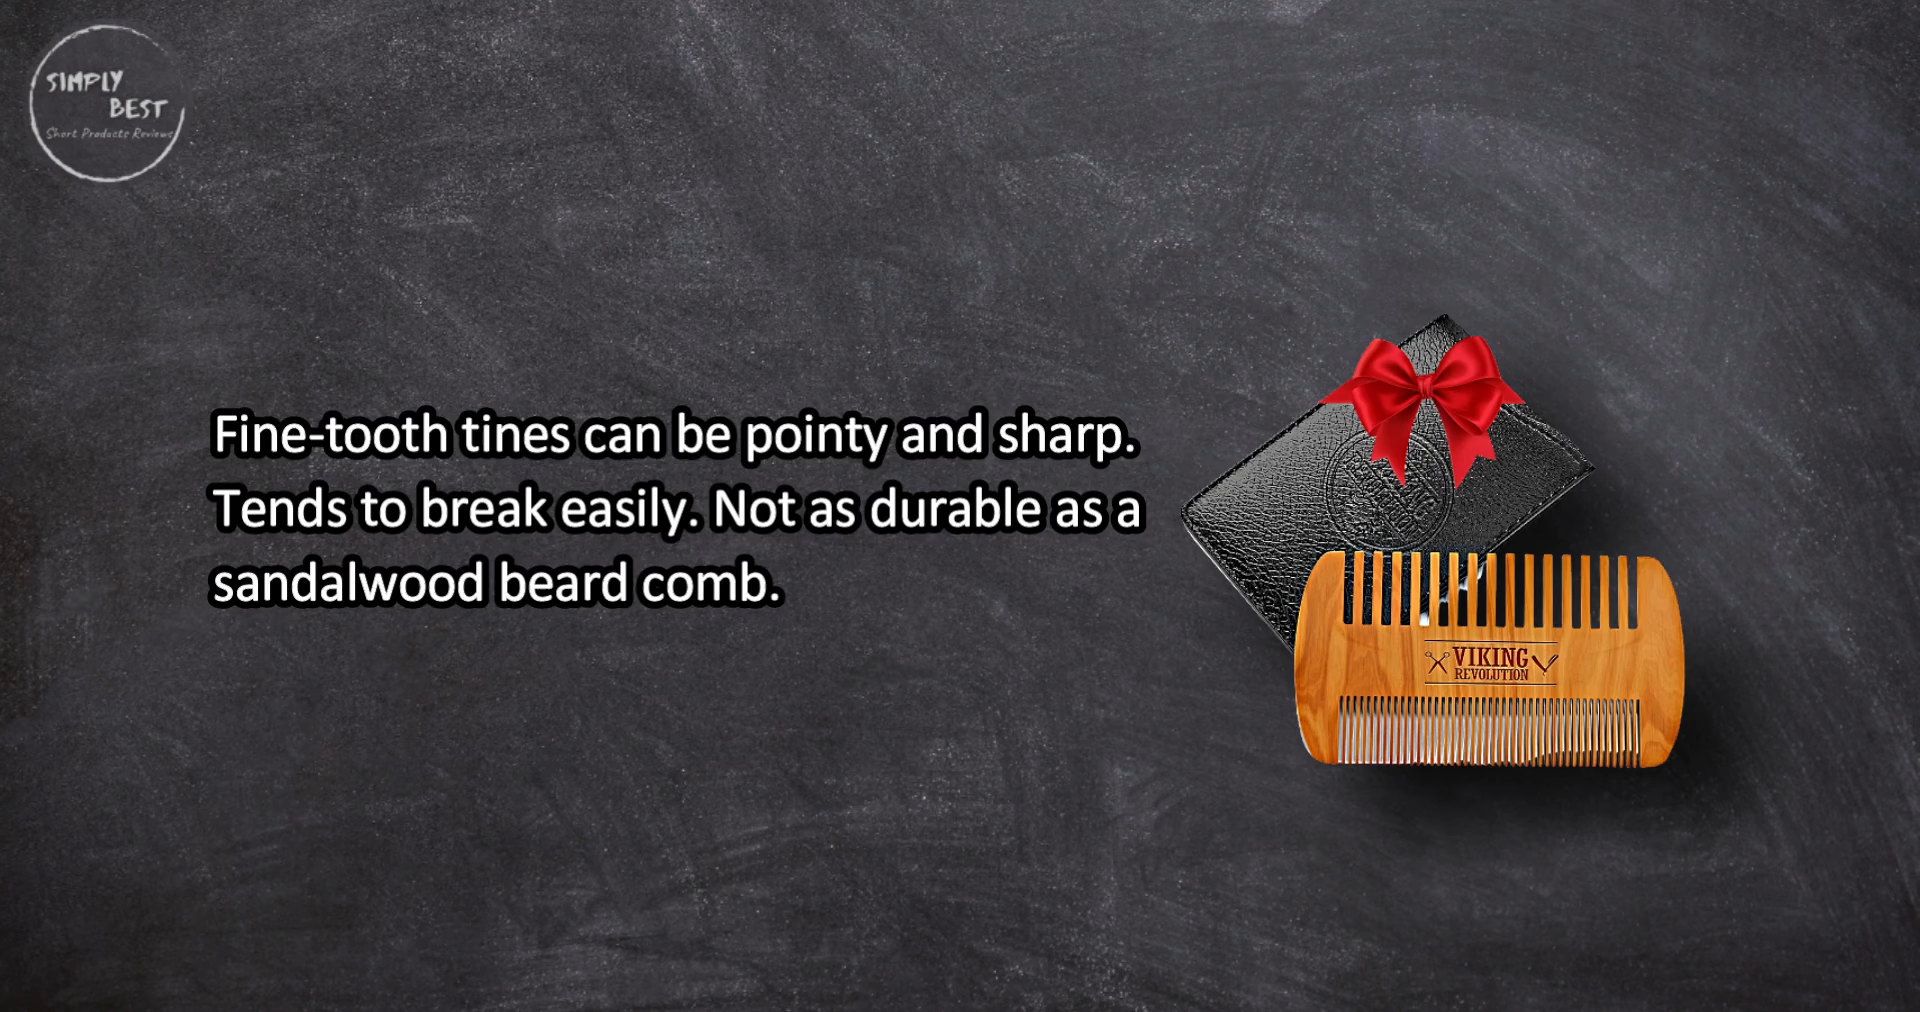 SIMPLY
BEST
Short Products Reviews
Fine-tooth tines can be pointy and sharp.
Tends to break easily. Not as durable as a
sandalwood beard comb.
VIKING
REVOLUTION